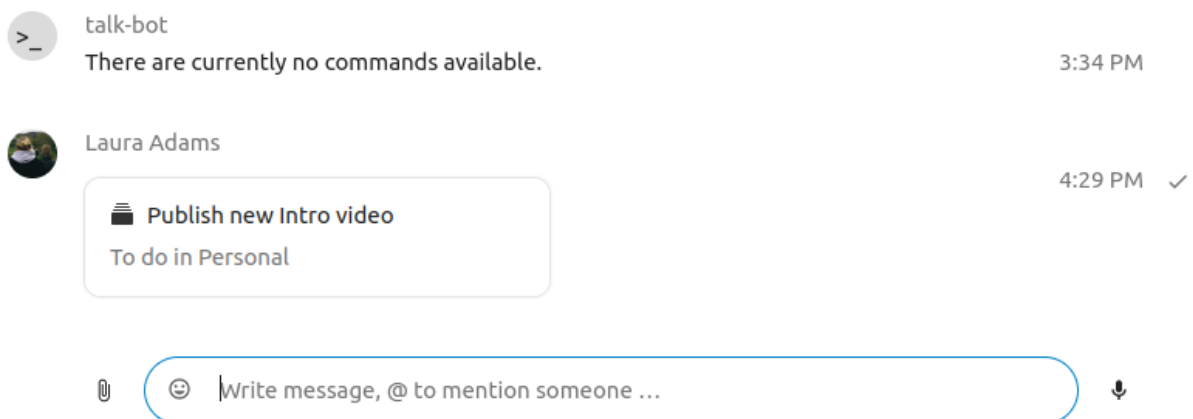 talk-bot
>_
There are currently no commands available.
3:34 PM
Laura Adams
4:29 PM
Publish new Intro video
To do in Personal
Write message, @ to mention someone …